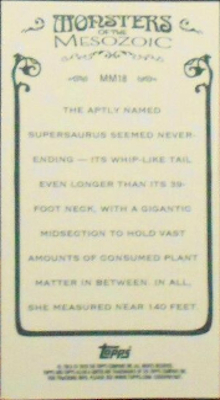 MONSTERS
OF THE
MESOZOIC
MM18
THE APTLY NAMED
SUPERSAURUS SEEMED NEVER-
ENDING — ITS WHIP-LIKE TAIL
EVEN LONGER THAN ITS 39-
FOOT NECK, WITH A GIGANTIC
MIDSECTION TO HOLD VAST
AMOUNTS OF CONSUMED PLANT
MATTER IN BETWEEN. IN ALL,
SHE MEASURED NEARLY 140 FEET.
TOPPS